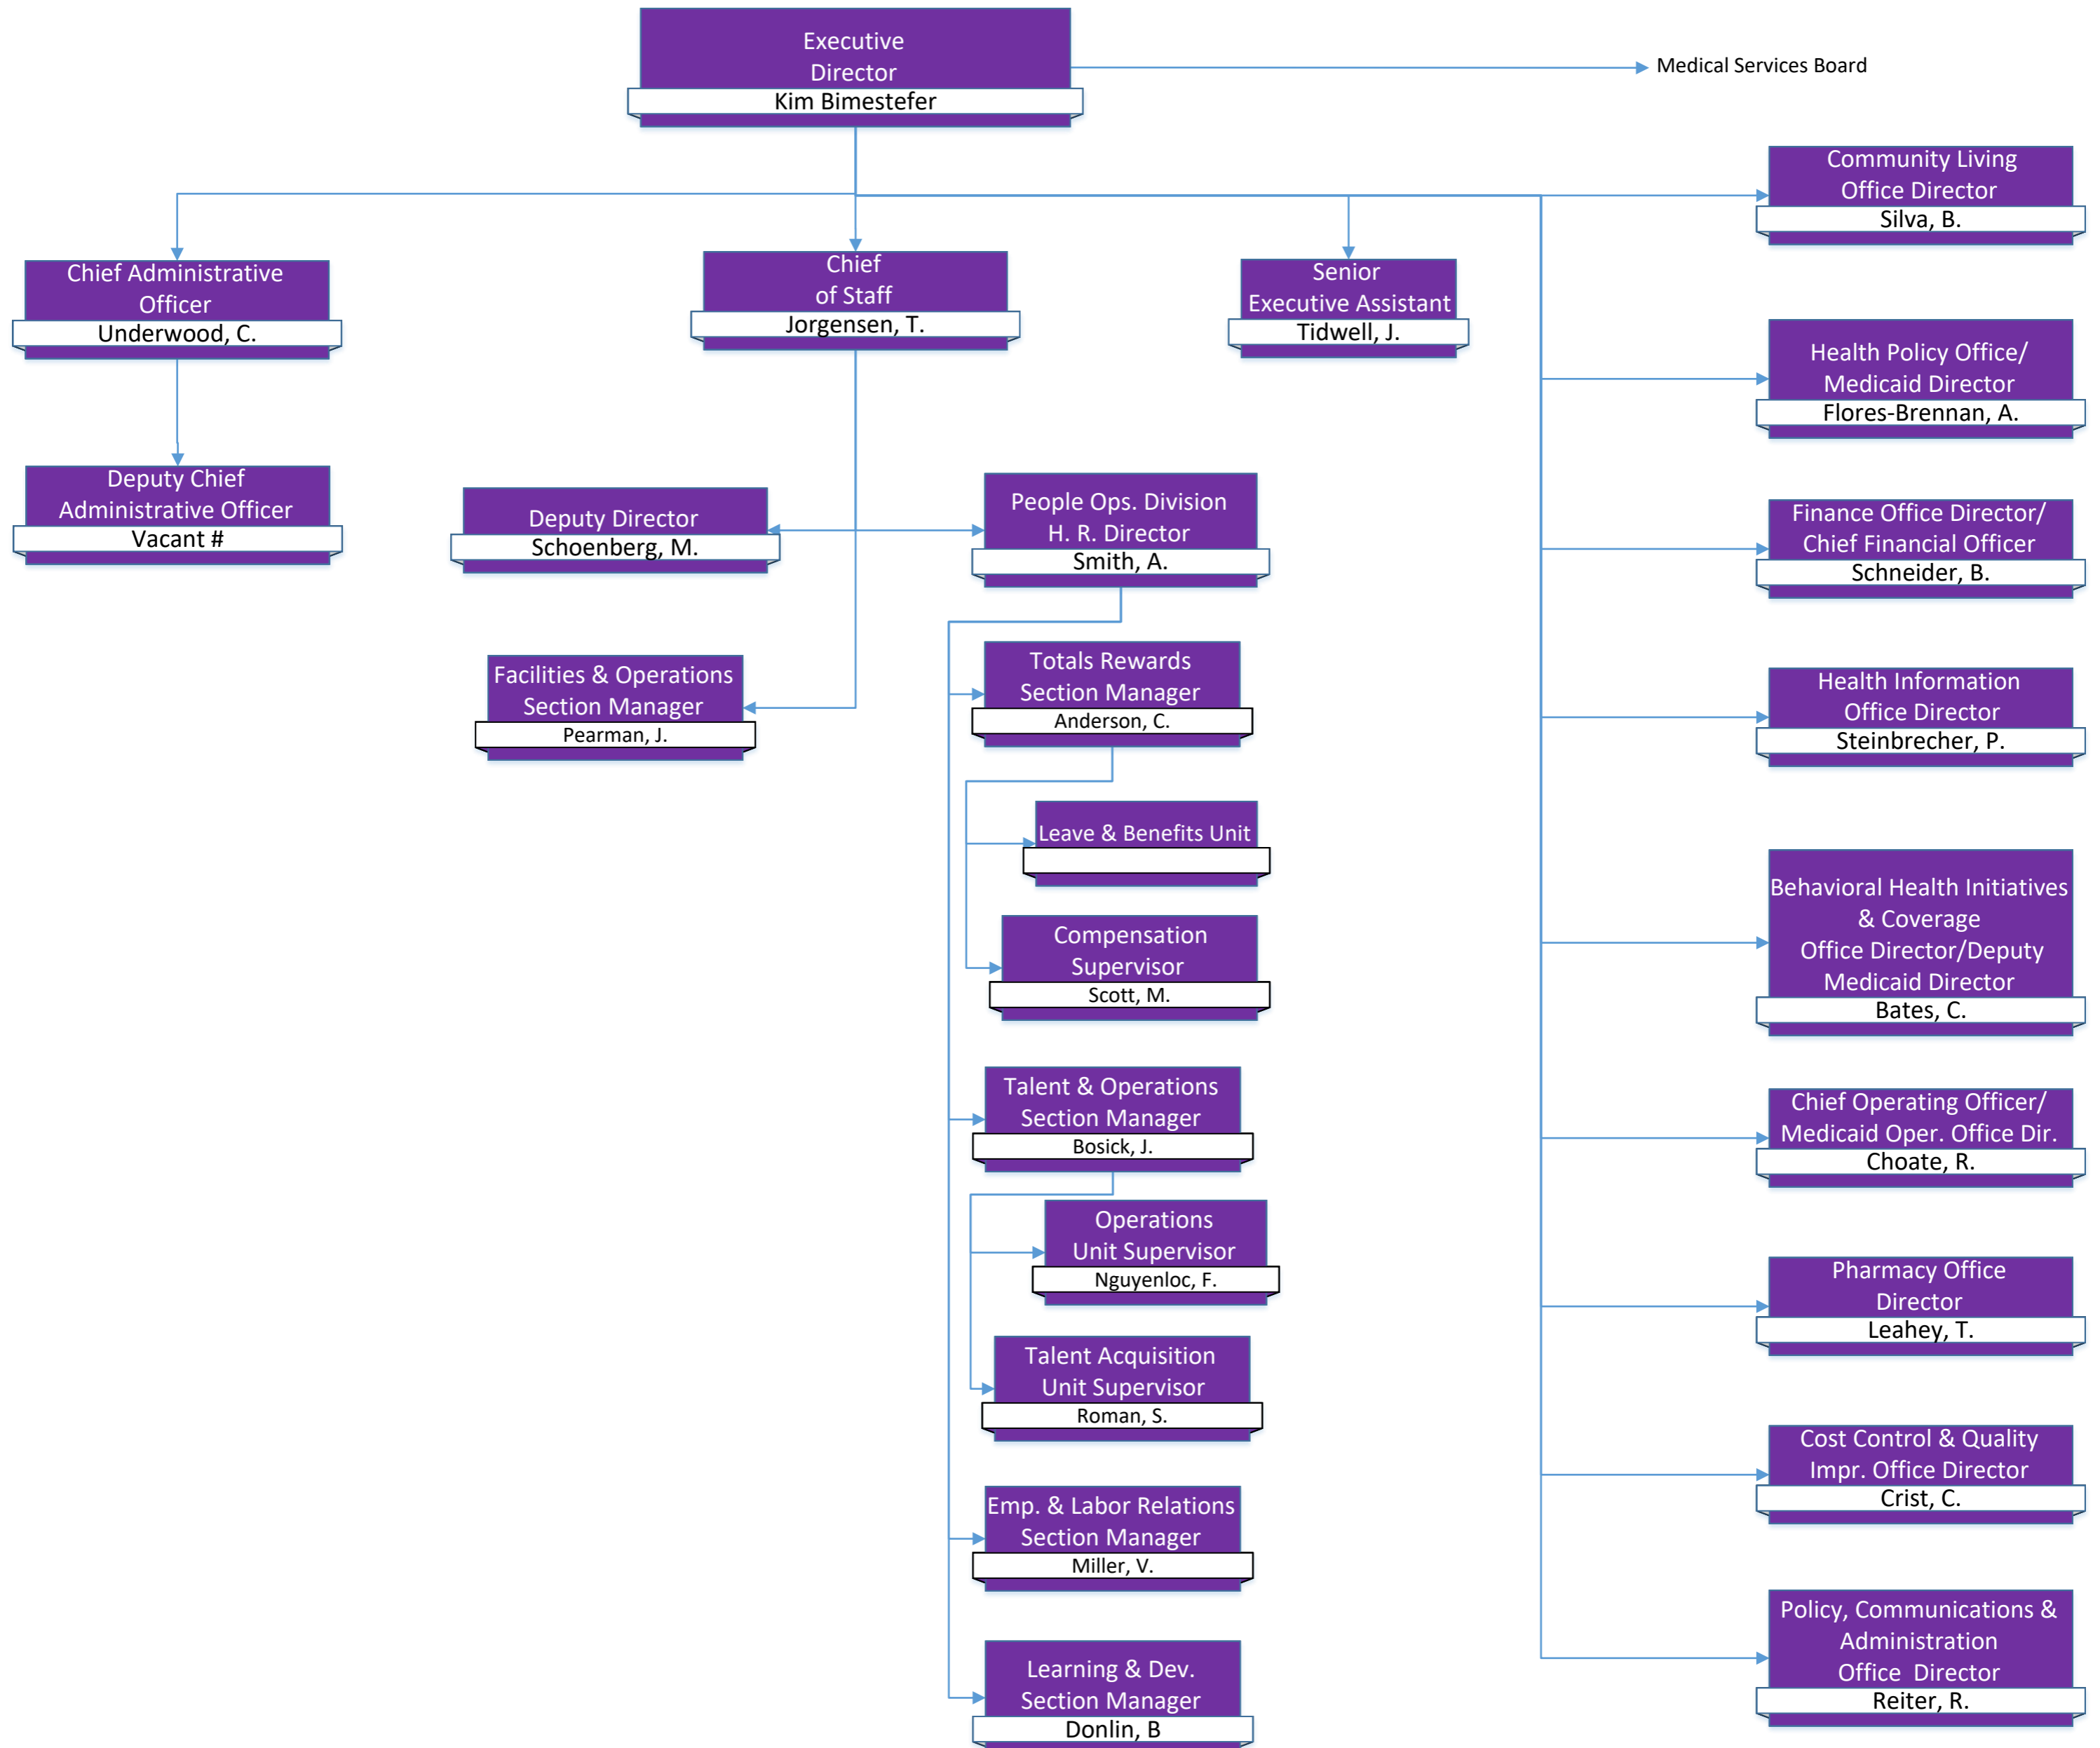 Executive
Director
Kim Bimestefer
Medical Services Board
Chief Administrative
Officer
Underwood, C.
Deputy Chief
Administrative Officer
Vacant #
Chief
of Staff
Jorgensen, T.
Senior
Executive Assistant
Tidwell, J.
Deputy Director
Schoenberg, M.
Facilities & Operations
Section Manager
Pearman, J.
People Ops. Division
H. R. Director
Smith, A.
Totals Rewards
Section Manager
Anderson, C.
Leave & Benefits Unit
Compensation
Supervisor
Scott, M.
Talent & Operations
Section Manager
Bosick, J.
Operations
Unit Supervisor
Nguyenloc, F.
Talent Acquisition
Unit Supervisor
Roman, S.
Emp. & Labor Relations
Section Manager
Miller, V.
Learning & Dev.
Section Manager
Donlin, B
Community Living
Office Director
Silva, B.
Health Policy Office/
Medicaid Director
Flores-Brennan, A.
Finance Office Director/
Chief Financial Officer
Schneider, B.
Health Information
Office Director
Steinbrecher, P.
Behavioral Health Initiatives
& Coverage
Office Director/Deputy
Medicaid Director
Bates, C.
Chief Operating Officer/
Medicaid Oper. Office Dir.
Choate, R.
Pharmacy Office
Director
Leahey, T.
Cost Control & Quality
Impr. Office Director
Crist, C.
Policy, Communications &
Administration
Office  Director
Reiter, R.